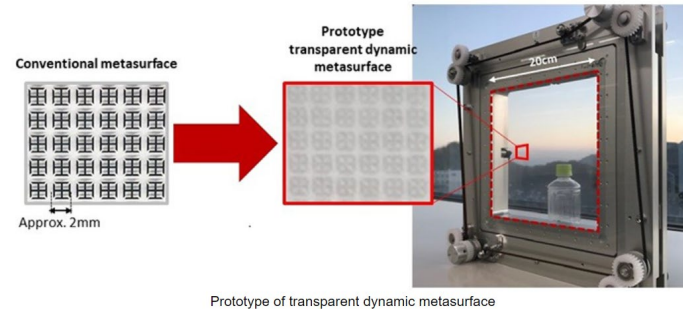 Prototype
transparent dynamic
metasurface
Conventional metasurface
20cm
Approx. 2mm
Prototype of transparent dynamic metasurface